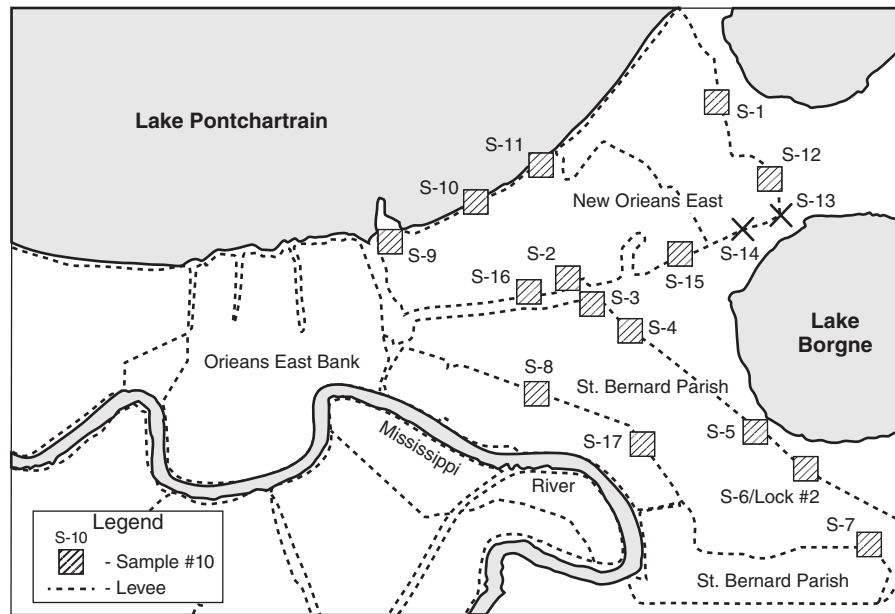 Lake Pontchartrain
S-1
S-11
S-12
S-10
S-13
New Orieans East
S-9
S-2
S-14
S-16
S-15
S-3
S-4
Lake
Borgne
Orieans East Bank
S-8
St. Bernard Parish
Mississippi
S-5
S-17
River
S-6/Lock #2
Legend
S-10
- Sample #10
- Levee
S-7
St. Bernard Parish